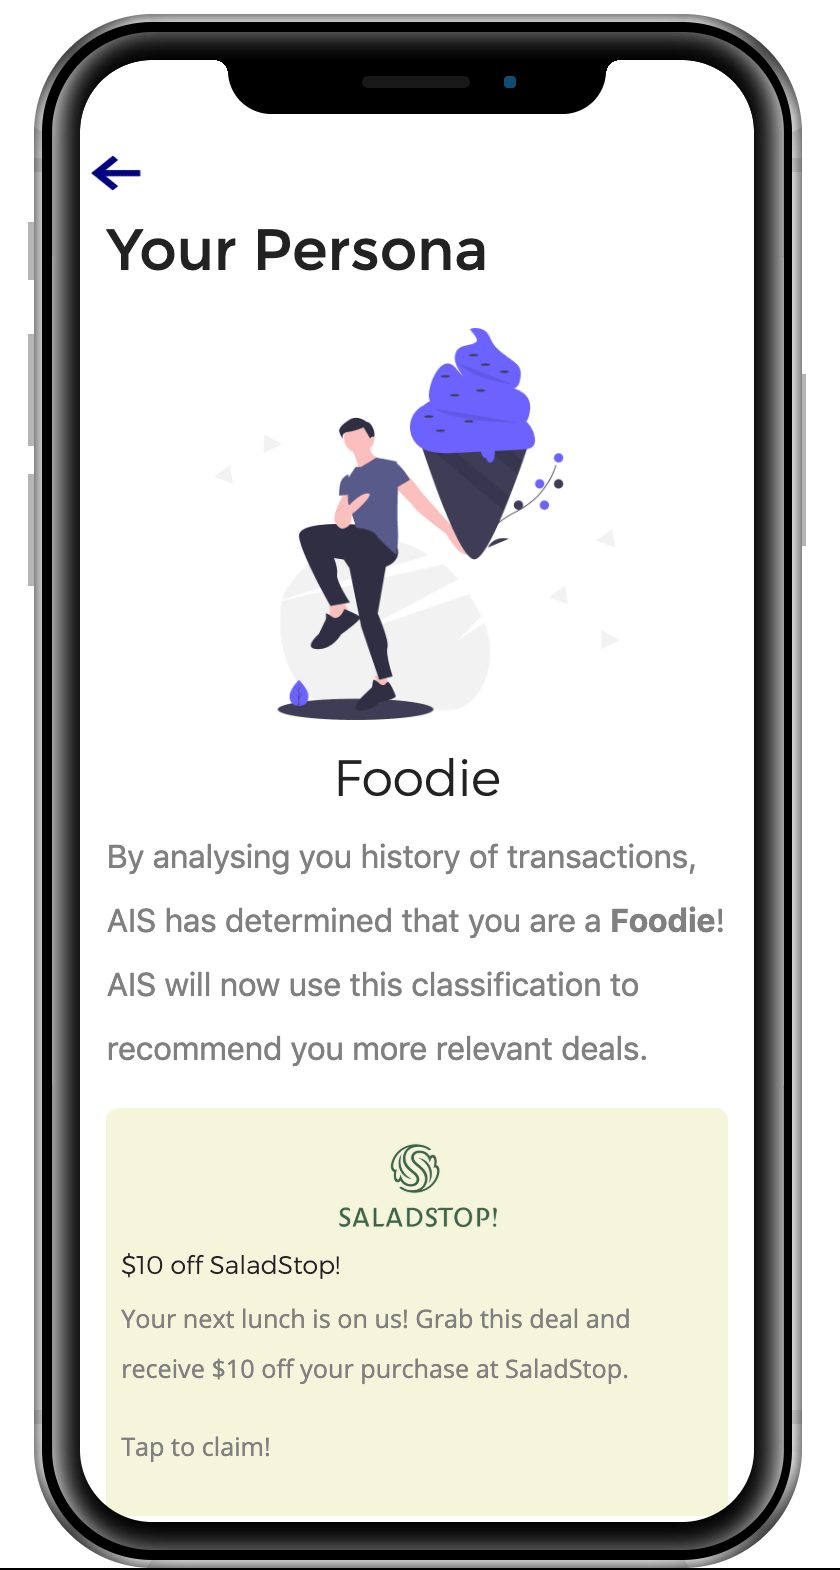 Your Persona
Foodie
By analysing you history of transactions,
AIS has determined that you are a Foodie!
AIS will now use this classification to
recommend you more relevant deals.
SALADSTOP!
$10 off SaladStop!
Your next lunch is on us! Grab this deal and
receive $10 off your purchase at SaladStop.
Tap to claim!